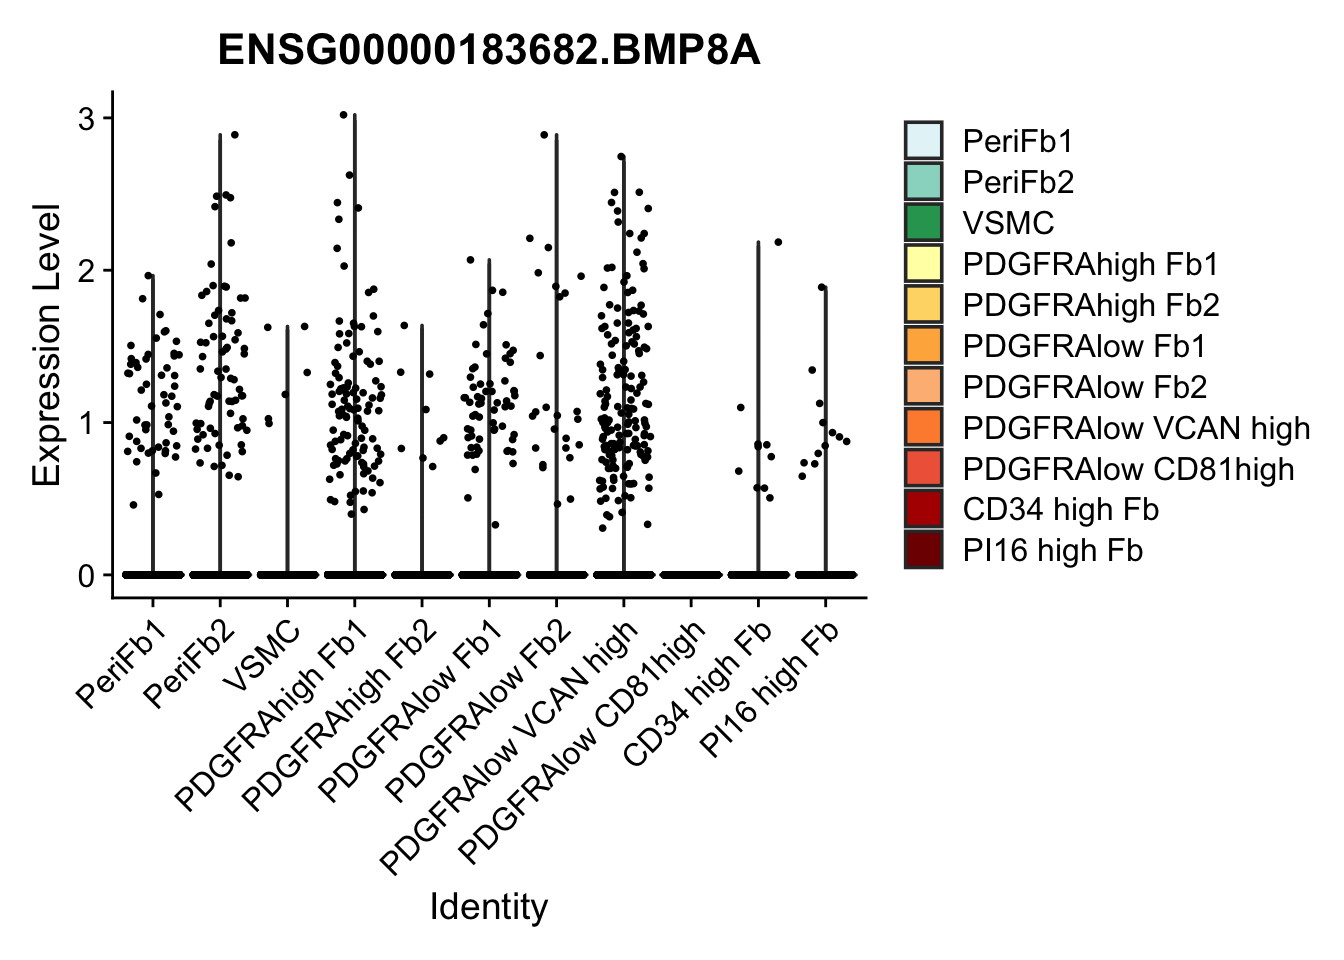 ENSG00000183682.BMP8A
Expression Level
3
2
1
0
PeriFb1
PeriFb2
VSMC
PDGFRAhigh Fb1
PDGFRAhigh Fb2
PDGFRAlow Fb1
PDGFRAlow Fb2
PDGFRAlow VCAN high
PDGFRAlow CD81high
CD34 high Fb
PI16 high Fb
Identity
PeriFb1
PeriFb2
VSMC
PDGFRAhigh Fb1
PDGFRAhigh Fb2
PDGFRAlow Fb1
PDGFRAlow Fb2
PDGFRAlow VCAN high
PDGFRAlow CD81high
CD34 high Fb
PI16 high Fb